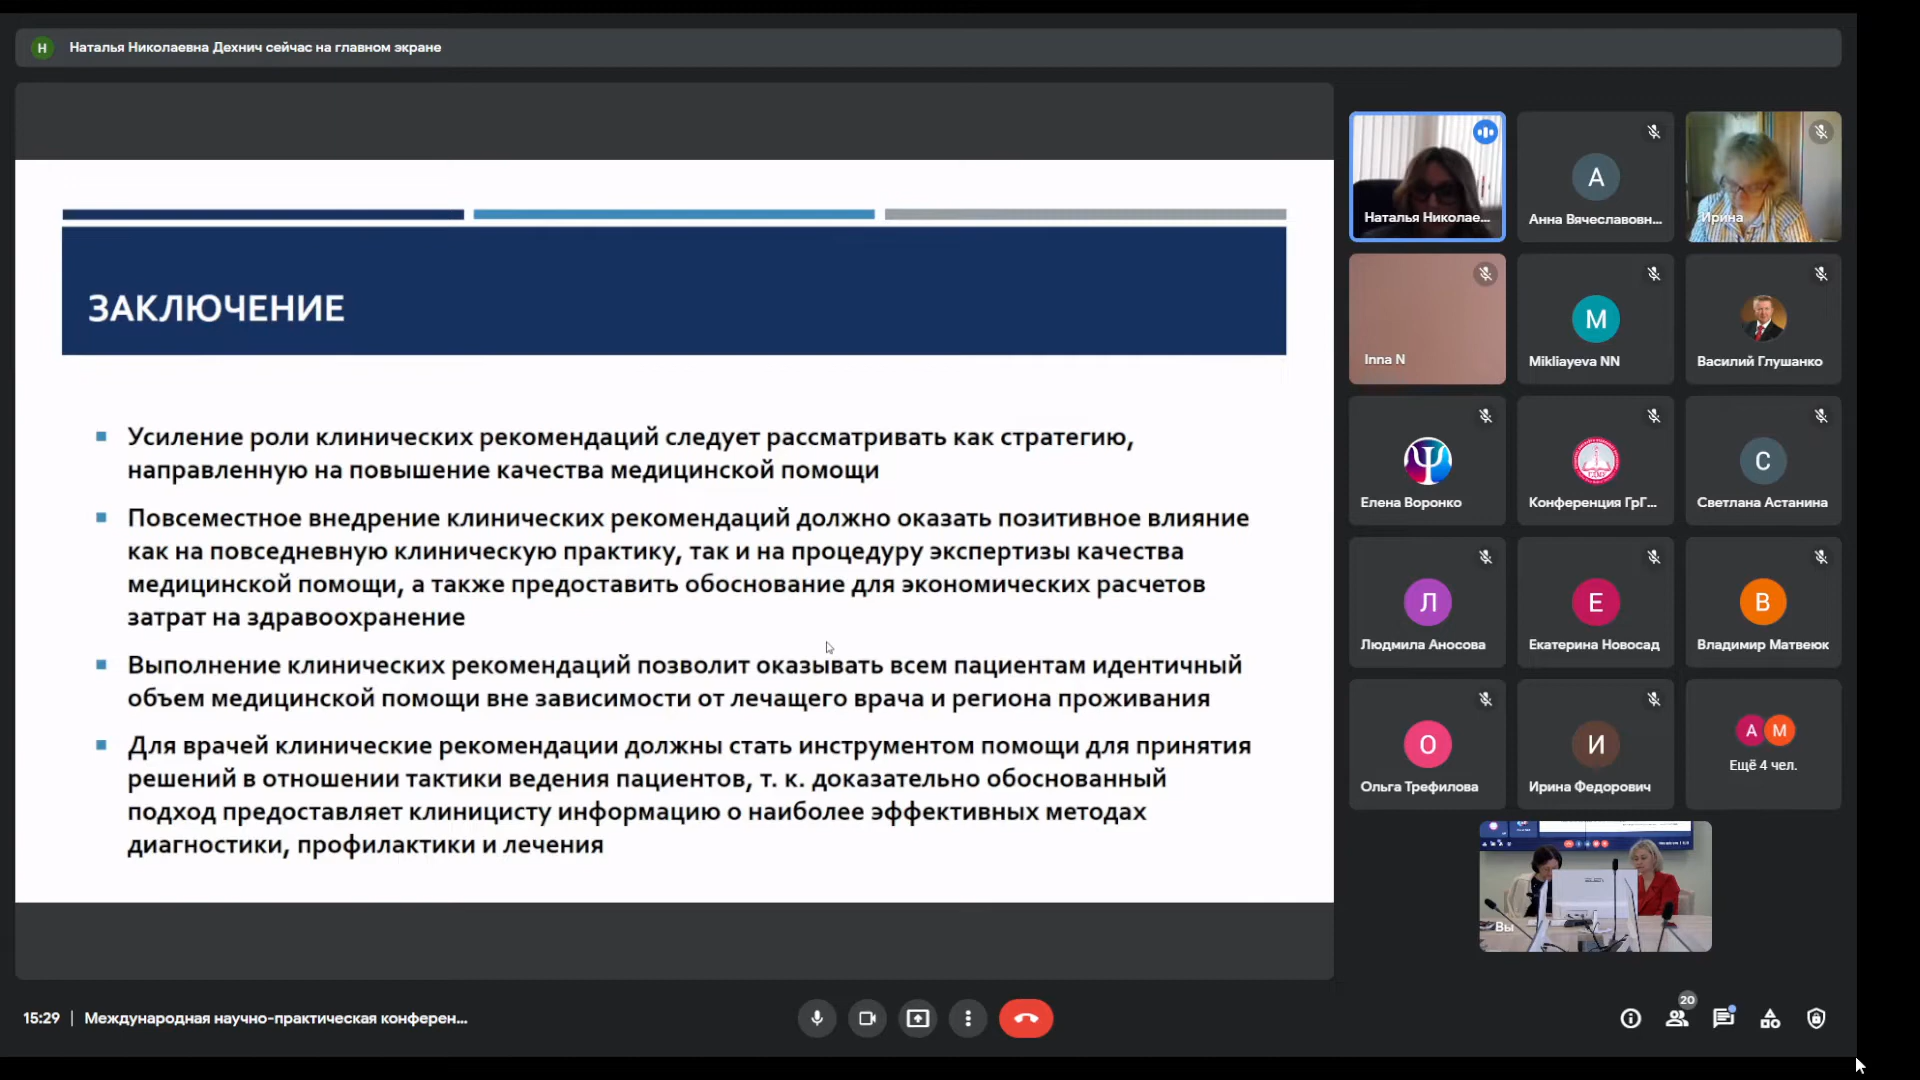 Н Наталья Николаевна Дехнич сейчас на главном экране
ЗАКЛЮЧЕНИЕ
Усиление роли клинических рекомендаций следует рассматривать как стратегию,
направленную на повышение качества медицинской помощи
Повсеместное внедрение клинических рекомендаций должно оказать позитивное влияние
как на повседневную клиническую практику, так и на процедуру экспертизы качества
медицинской помощи, а также предоставить обоснование для экономических расчетов
затрат на здравоохранение
Выполнение клинических рекомендаций позволит оказывать всем пациентам идентичный
объем медицинской помощи вне зависимости от лечащего врача и региона проживания
Для врачей клинические рекомендации должны стать инструментом помощи для принятия
решений в отношении тактики ведения пациентов, т. к. доказательно обоснованный
подход предоставляет клиницисту информацию о наиболее эффективных методах
диагностики, профилактики и лечения
Наталья Николае...
А
Анна Вячеславовн...
Ирина
Inna N
M
Mikliayeva NN
Василий Глушанко
Елена Воронко
Конференция ГрГ...
С
Светлана Астанина
Л
Людмила Аносова
Е
Екатерина Новосад
В
Владимир Матвеюк
О
Ольга Трефилова
И
Ирина Федорович
А М
Ещё 4 чел.
Вы
15:29 | Международная научно-практическая конферен...
20